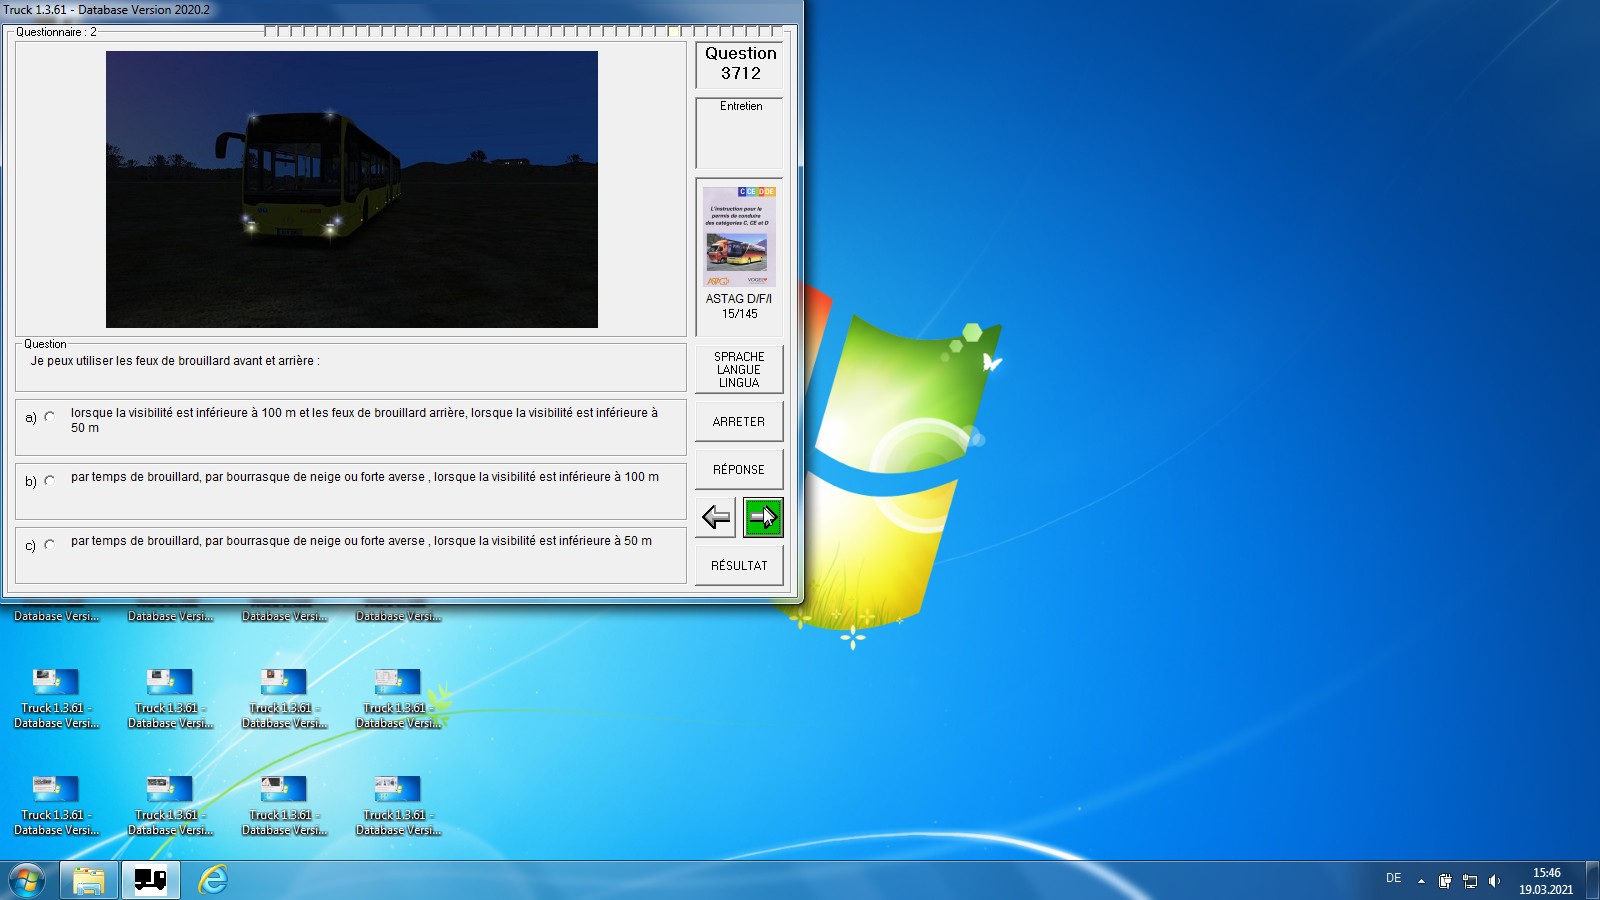 Truck 1.3.61 - Database Version 2020.2
Questionnaire : 2
Question
3712
Entretien
C CE D DE
L'instruction pour le
permis de conduire
des catégories C, CE et D
ASTAG D/F/I
15/145
Question
Je peux utiliser les feux de brouillard avant et arrière :
SPRACHE
LANGUE
LINGUA
a) lorsque la visibilité est inférieure à 100 m et les feux de brouillard arrière, lorsque la visibilité est inférieure à
50 m
ARRETER
b) par temps de brouillard, par bourrasque de neige ou forte averse , lorsque la visibilité est inférieure à 100 m
RÉPONSE
c) par temps de brouillard, par bourrasque de neige ou forte averse , lorsque la visibilité est inférieure à 50 m
RÉSULTAT
Database Versi... Database Versi... Database Versi... Database Versi...
Truck 1.3.61 - Truck 1.3.61 - Truck 1.3.61 - Truck 1.3.61 -
Database Versi... Database Versi... Database Versi... Database Versi...
Truck 1.3.61 - Truck 1.3.61 - Truck 1.3.61 - Truck 1.3.61 -
Database Versi... Database Versi... Database Versi... Database Versi...
DE
15:46
19.03.2021